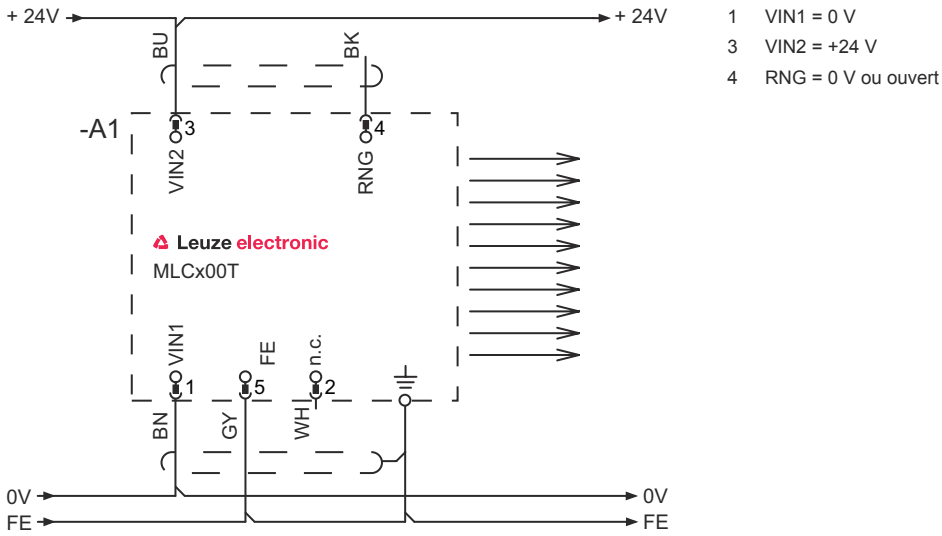 + 24V
+ 24V
1 VIN1 = 0 V
3 VIN2 = +24 V
4 RNG = 0 V ou ouvert
BU
BK
-A1
3
4
VIN2
RNG
Leuze electronic
MLCx00T
VIN1
FE
n.c.
1
5
2
BN
GY
WH
0V
0V
FE
FE